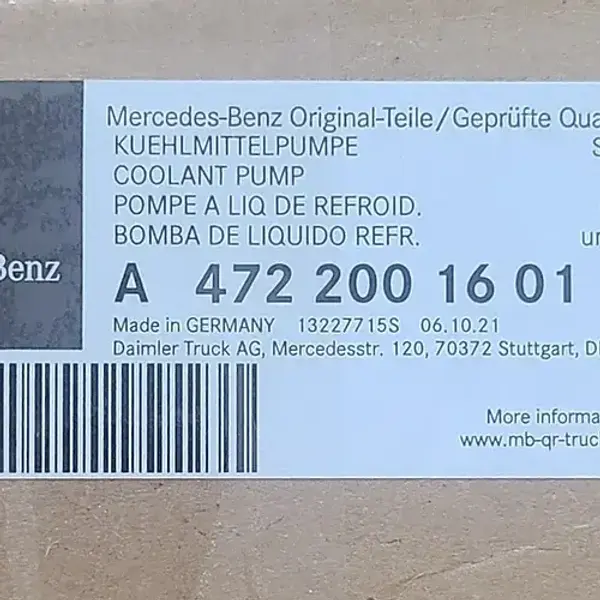 Mercedes-Benz Original-Teile/Geprüfte Qua
KUEHLMITTELPUMPE S
COOLANT PUMP
POMPE A LIQ DE REFROID.
BOMBA DE LIQUIDO REFR. un
Benz
A 472 200 16 01
Made in GERMANY 13227715S 06.10.21
Daimler Truck AG, Mercedesstr. 120, 70372 Stuttgart, D
More informa
www.mb-qr-truc